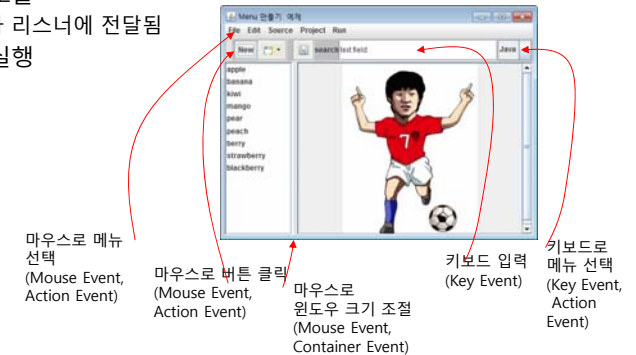 리스너에 전달됨
실행
Menu 만들기 예제
File Edit Source Project Run
New search text field Java
apple
banana
kiwi
mango
pear
peach
berry
strawberry
blackberry
7
마우스로 메뉴
선택
(Mouse Event,
Action Event)
마우스로 버튼 클릭
(Mouse Event,
Action Event)
마우스로
윈도우 크기 조절
(Mouse Event,
Container Event)
키보드 입력
(Key Event)
키보드로
메뉴 선택
(Key Event,
Action
Event)